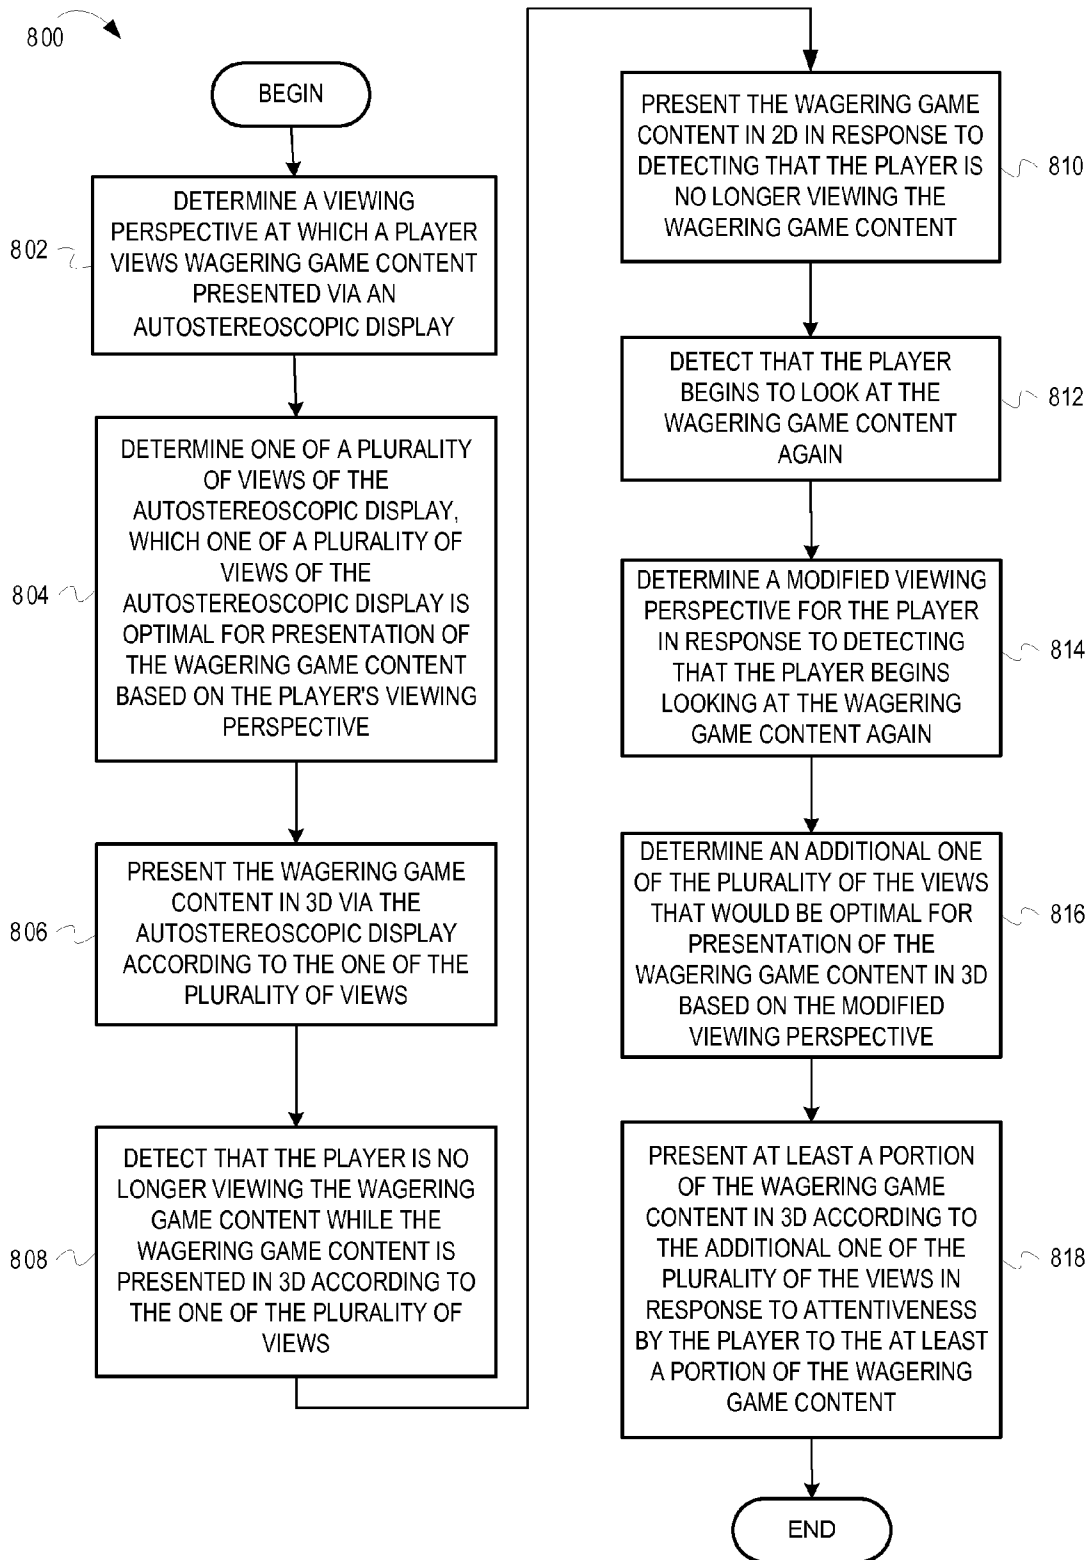 800
BEGIN
802
DETERMINE A VIEWING
PERSPECTIVE AT WHICH A PLAYER
VIEWS WAGERING GAME CONTENT
PRESENTED VIA AN
AUTOSTEREOSCOPIC DISPLAY
804
DETERMINE ONE OF A PLURALITY
OF VIEWS OF THE
AUTOSTEREOSCOPIC DISPLAY,
WHICH ONE OF A PLURALITY OF
VIEWS OF THE
AUTOSTEREOSCOPIC DISPLAY IS
OPTIMAL FOR PRESENTATION OF
THE WAGERING GAME CONTENT
BASED ON THE PLAYER'S VIEWING
PERSPECTIVE
806
PRESENT THE WAGERING GAME
CONTENT IN 3D VIA THE
AUTOSTEREOSCOPIC DISPLAY
ACCORDING TO THE ONE OF THE
PLURALITY OF VIEWS
808
DETECT THAT THE PLAYER IS NO
LONGER VIEWING THE WAGERING
GAME CONTENT WHILE THE
WAGERING GAME CONTENT IS
PRESENTED IN 3D ACCORDING TO
THE ONE OF THE PLURALITY OF
VIEWS
PRESENT THE WAGERING GAME
CONTENT IN 2D IN RESPONSE TO
DETECTING THAT THE PLAYER IS
NO LONGER VIEWING THE
WAGERING GAME CONTENT
810
DETECT THAT THE PLAYER
BEGINS TO LOOK AT THE
WAGERING GAME CONTENT
AGAIN
812
DETERMINE A MODIFIED VIEWING
PERSPECTIVE FOR THE PLAYER
IN RESPONSE TO DETECTING
THAT THE PLAYER BEGINS
LOOKING AT THE WAGERING
GAME CONTENT AGAIN
814
DETERMINE AN ADDITIONAL ONE
OF THE PLURALITY OF THE VIEWS
THAT WOULD BE OPTIMAL FOR
PRESENTATION OF THE
WAGERING GAME CONTENT IN 3D
BASED ON THE MODIFIED
VIEWING PERSPECTIVE
816
PRESENT AT LEAST A PORTION
OF THE WAGERING GAME
CONTENT IN 3D ACCORDING TO
THE ADDITIONAL ONE OF THE
PLURALITY OF THE VIEWS IN
RESPONSE TO ATTENTIVENESS
BY THE PLAYER TO THE AT LEAST
A PORTION OF THE WAGERING
GAME CONTENT
818
END